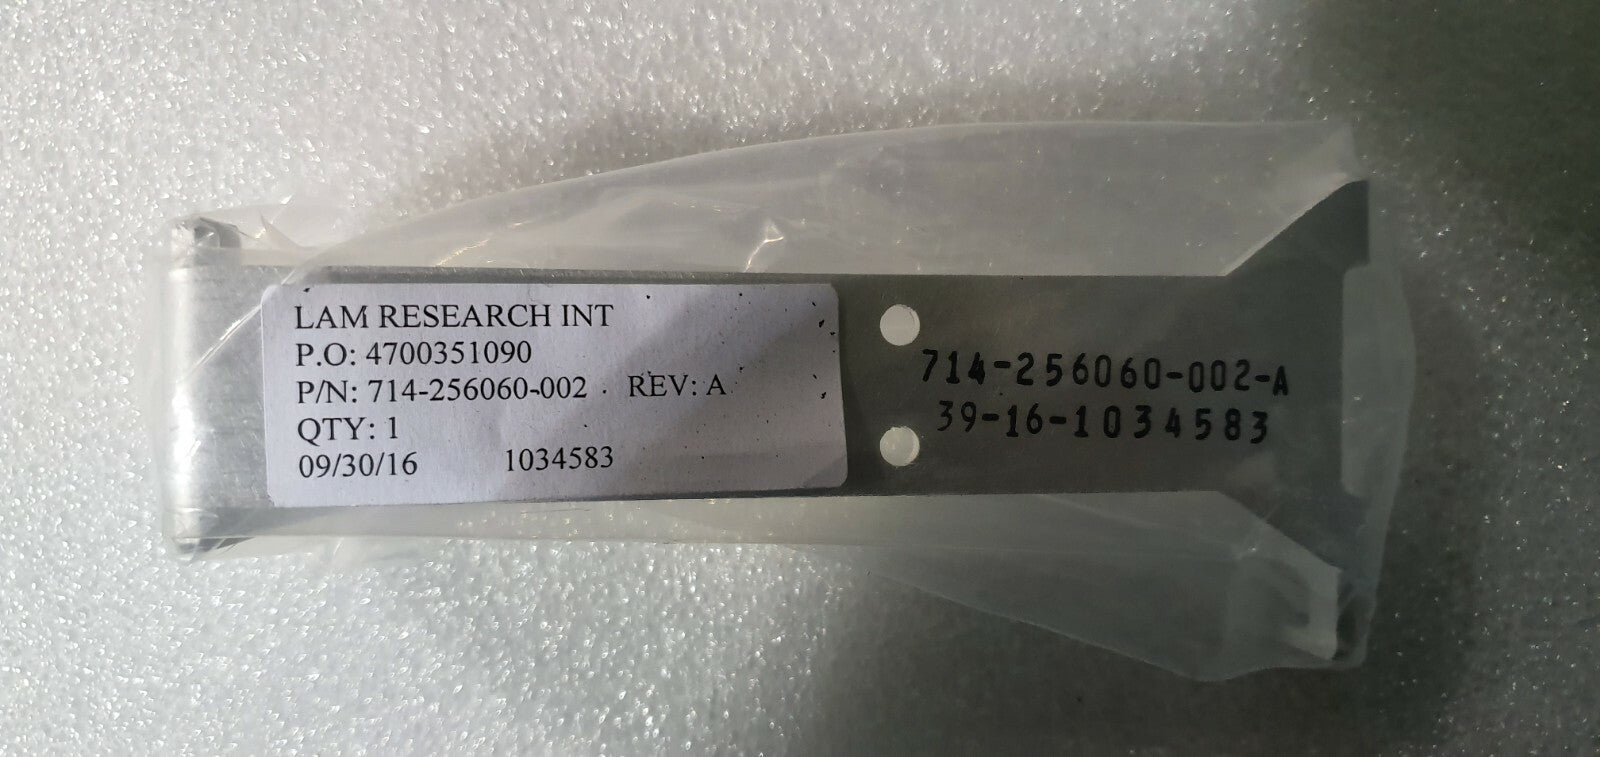 LAM RESEARCH INT
P.O: 4700351090
P/N: 714-256060-002 REV: A
QTY: 1
09/30/16 1034583
714-256060-002-A
39-16-1034583